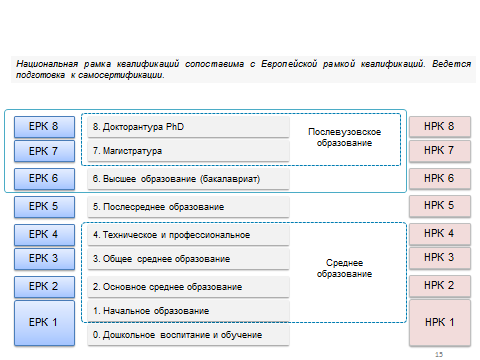 Национальная рамка квалификаций сопоставима с Европейской рамкой квалификаций. Ведется
подготовка к самосертификации.
ЕРК 8
8. Докторантура PhD
Послевузовское
образование
НРК 8
ЕРК 7
7. Магистратура
НРК 7
ЕРК 6
6. Высшее образование (бакалавриат)
НРК 6
ЕРК 5
5. Послесреднее образование
НРК 5
ЕРК 4
4. Техническое и профессиональное
НРК 4
ЕРК 3
3. Общее среднее образование
Среднее
образование
НРК 3
ЕРК 2
2. Основное среднее образование
НРК 2
ЕРК 1
1. Начальное образование
НРК 1
0. Дошкольное воспитание и обучение
15